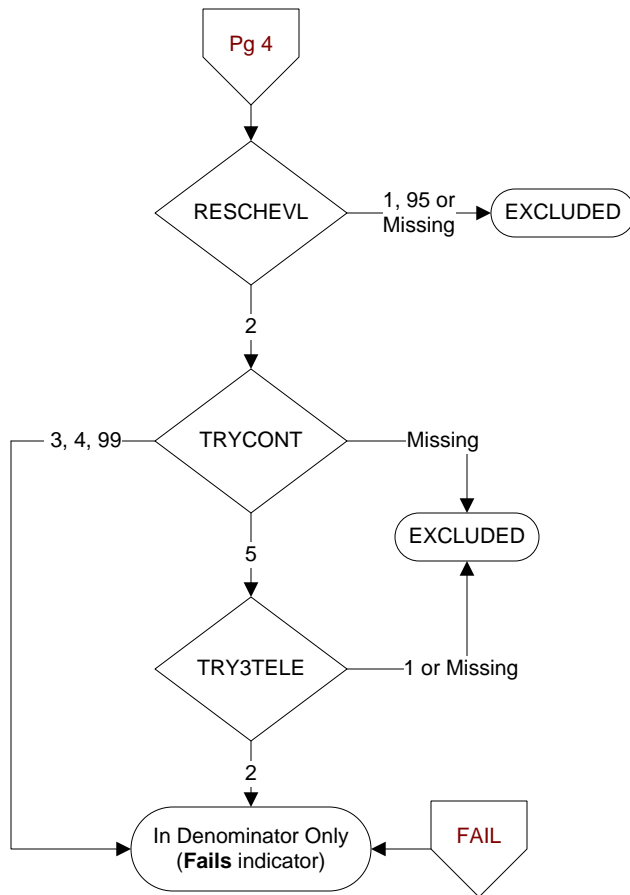 Pg 4
RESCHEVL
1, 95 or
Missing
EXCLUDED
2
3, 4, 99
TRYCONT
Missing
EXCLUDED
5
TRY3TELE
1 or Missing
2
In Denominator Only
(Fails indicator)
FAIL